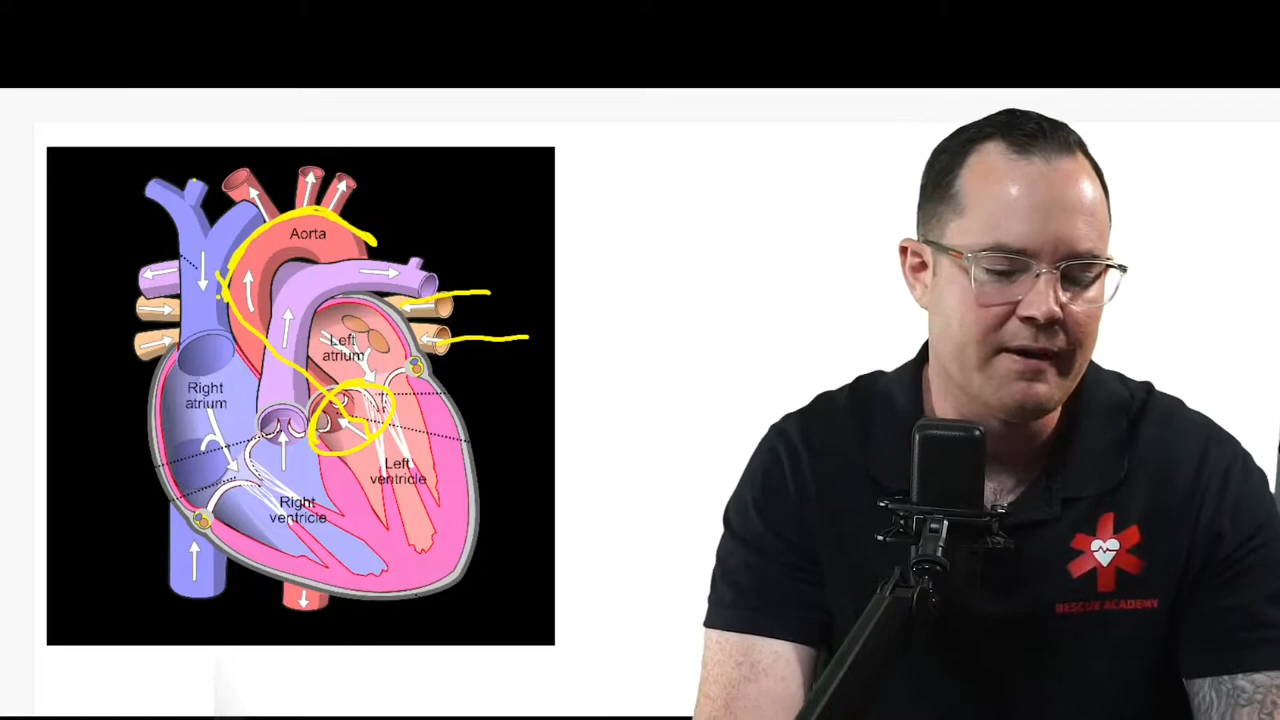 Aorta
Left
atrium
Right
atrium
Left
ventricle
Right
ventricle
RESCUE ACADEMY